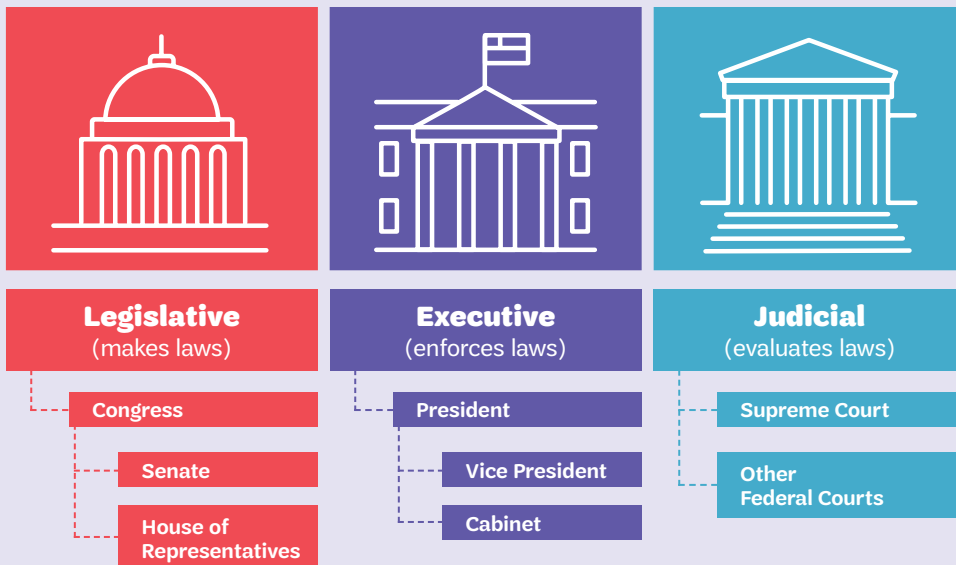 Legislative
(makes laws)
Congress
Senate
House of
Representatives
Executive
(enforces laws)
President
Vice President
Cabinet
Judicial
(evaluates laws)
Supreme Court
Other
Federal Courts